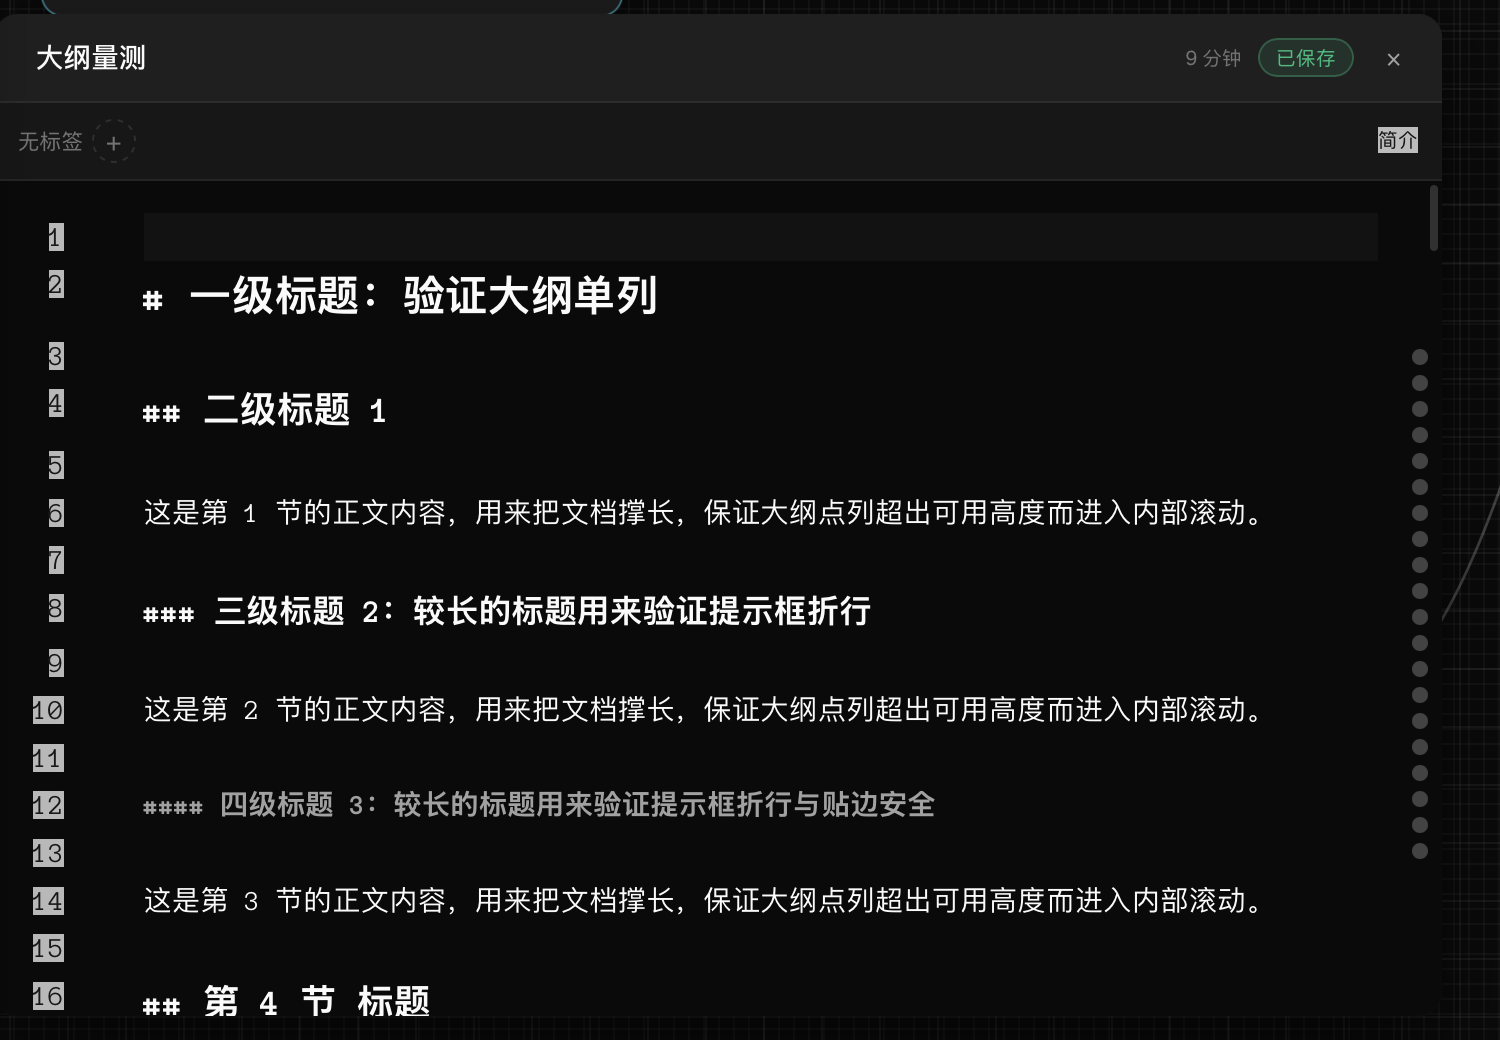 大纲量测
9 分钟 已保存 ×
无标签 +
简介
1
2 # 一级标题：验证大纲单列
3
4 ## 二级标题 1
5
6 这是第 1 节的正文内容，用来把文档撑长，保证大纲点列超出可用高度而进入内部滚动。
7
8 ### 三级标题 2：较长的标题用来验证提示框折行
9
10 这是第 2 节的正文内容，用来把文档撑长，保证大纲点列超出可用高度而进入内部滚动。
11
12 #### 四级标题 3：较长的标题用来验证提示框折行与贴边安全
13
14 这是第 3 节的正文内容，用来把文档撑长，保证大纲点列超出可用高度而进入内部滚动。
15
16 ## 第 4 节 标题